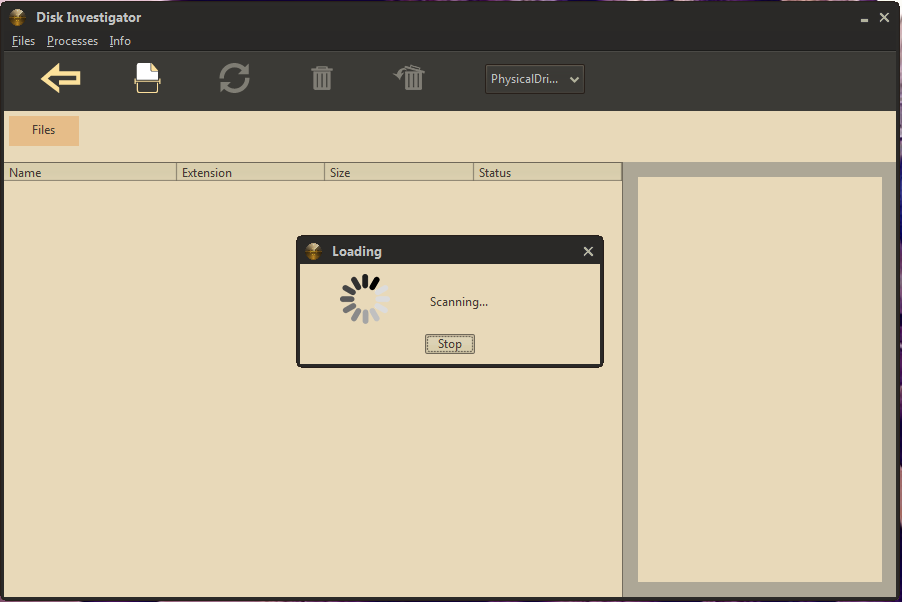 Disk Investigator
Files Processes Info
PhysicalDri...
Files
Name Extension Size Status
Loading
Scanning...
Stop